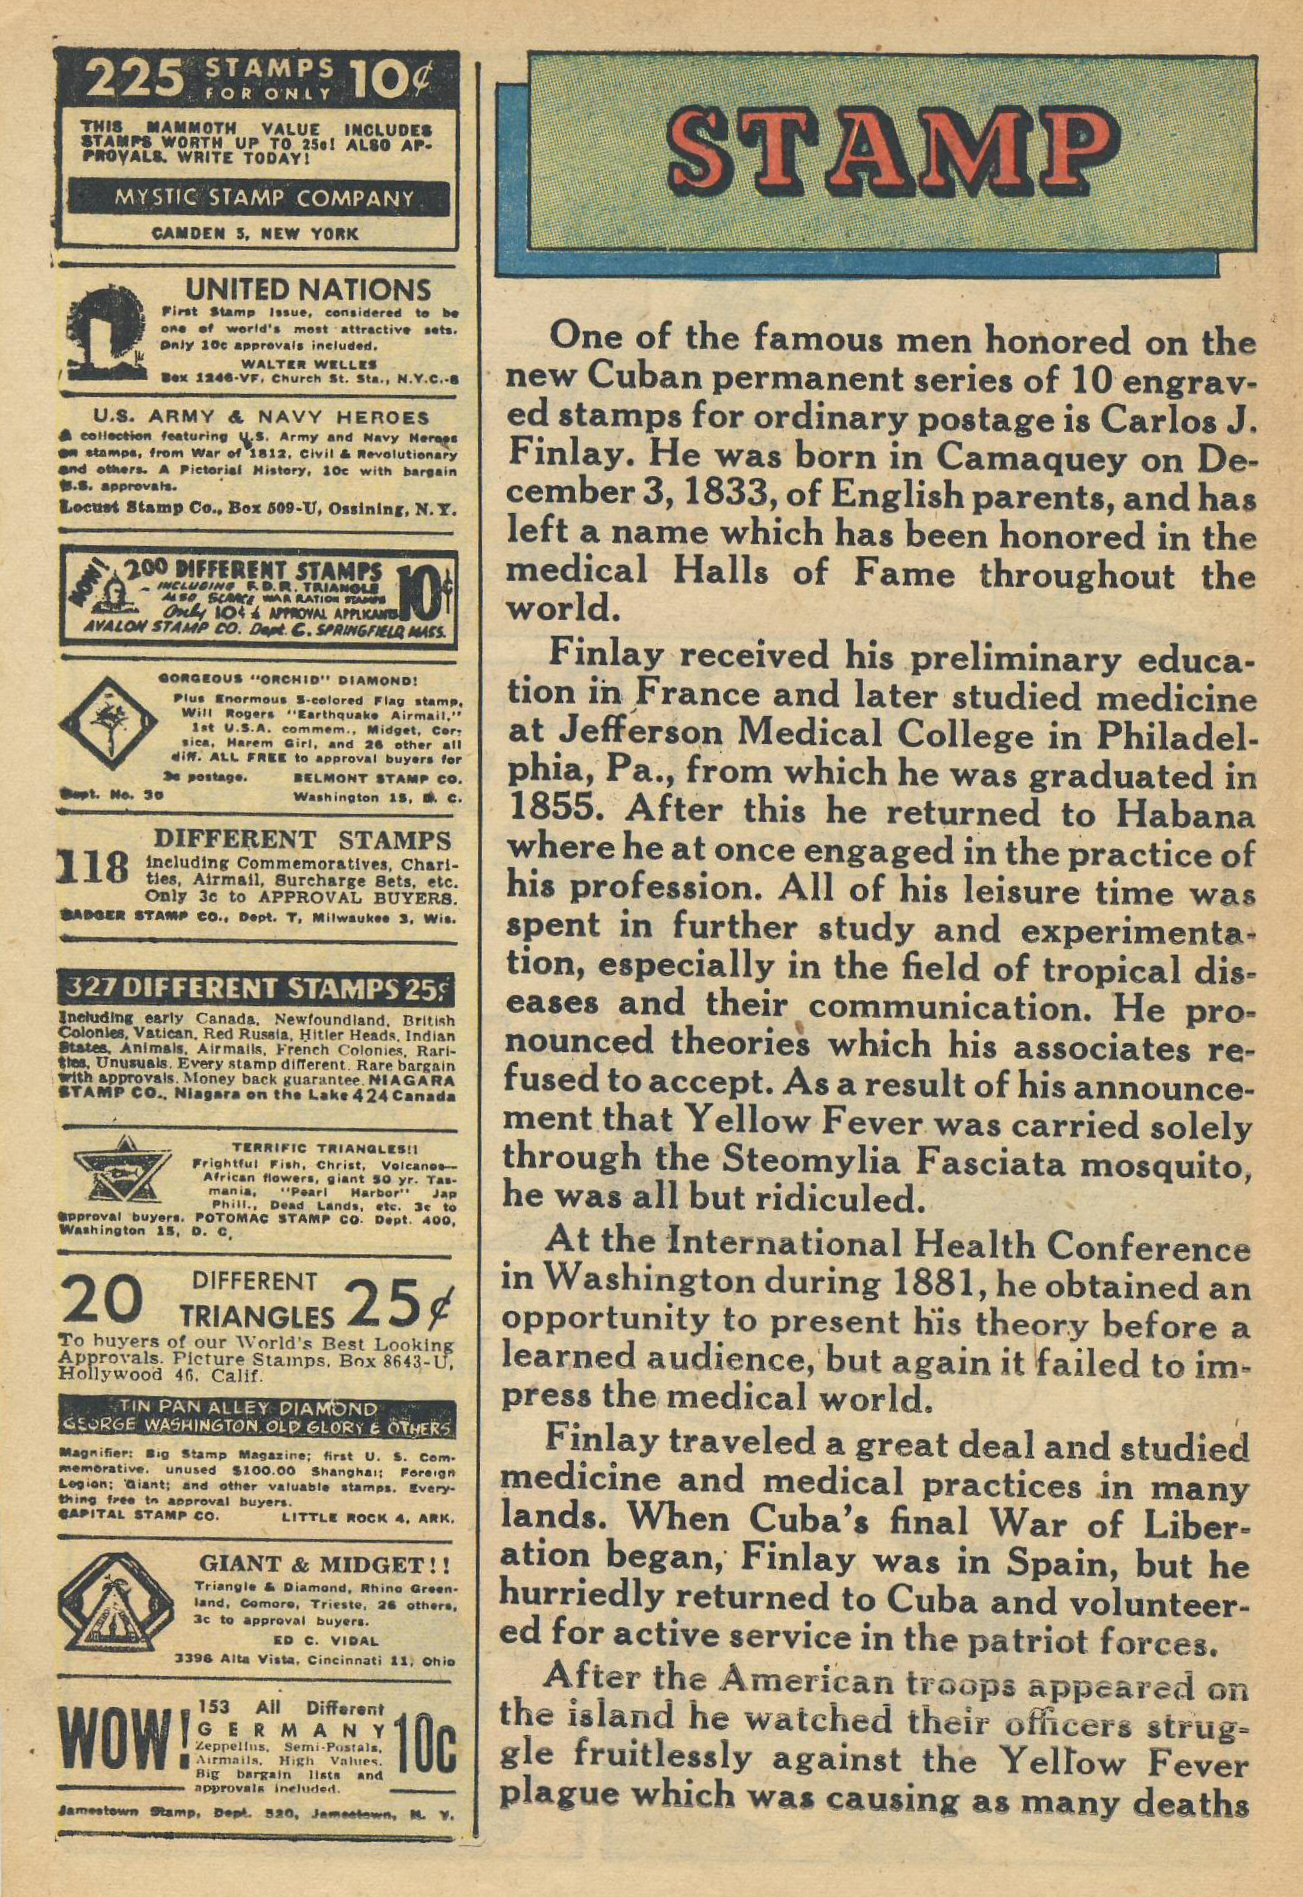 225 STAMPS FOR ONLY 10¢
THIS MAMMOTH VALUE INCLUDES
STAMPS WORTH UP TO 25¢! ALSO AP-
PROVALS. WRITE TODAY!
MYSTIC STAMP COMPANY
CAMDEN 5, NEW YORK
UNITED NATIONS
First Stamp Issue, considered to be
one of world's most attractive sets.
Only 10c approvals included.
WALTER WELLES
Box 1246-VF, Church St. Sta., N.Y.C.-8
U.S. ARMY & NAVY HEROES
A collection featuring U.S. Army and Navy Heroes
on stamps, from War of 1812, Civil & Revolutionary
and others. A Pictorial History, 10c with bargain
U.S. approvals.
Locust Stamp Co., Box 509-U, Ossining, N.Y.
NOW! 200 DIFFERENT STAMPS 10¢
- INCLUDING F.D.R. TRIANGLE
ALSO SCARCE WAR RATION STAMPS
Only 10¢ to APPROVAL APPLICANTS
AVALON STAMP CO. Dept. C. SPRINGFIELD, MASS.
GORGEOUS "ORCHID" DIAMOND!
Plus Enormous 5-colored Flag stamp,
Will Rogers "Earthquake Airmail,"
1st U.S.A. commem., Midget, Cor-
sica, Harem Girl, and 26 other all
diff. ALL FREE to approval buyers for
3c postage. BELMONT STAMP CO.
Dept. No. 30 Washington 15, D. C.
118 DIFFERENT STAMPS
including Commemoratives, Chari-
ties, Airmail, Surcharge Sets, etc.
Only 3c to APPROVAL BUYERS.
BADGER STAMP CO., Dept. T, Milwaukee 3, Wis.
327 DIFFERENT STAMPS 25¢
Including early Canada, Newfoundland, British
Colonies, Vatican, Red Russia, Hitler Heads, Indian
States, Animals, Airmails, French Colonies, Rari-
ties, Unusuals. Every stamp different. Rare bargain
with approvals. Money back guarantee. NIAGARA
STAMP CO., Niagara on the Lake 424 Canada
TERRIFIC TRIANGLES!!
Frightful Fish, Christ, Volcanos—
African flowers, giant 50 yr. Tas-
mania, "Pearl Harbor" Jap
Phill., Dead Lands, etc. 3c to
approval buyers. POTOMAC STAMP CO. Dept. 400,
Washington 15, D. C.
20 DIFFERENT TRIANGLES 25¢
To buyers of our World's Best Looking
Approvals. Picture Stamps, Box 8643-U,
Hollywood 46, Calif.
TIN PAN ALLEY DIAMOND
GEORGE WASHINGTON OLD GLORY & OTHERS
Magnifier; Big Stamp Magazine; first U. S. Com-
memorative, unused $100.00 Shanghai; Foreign
Legion; Giant; and other valuable stamps. Every-
thing free to approval buyers.
CAPITAL STAMP CO. LITTLE ROCK 4, ARK.
GIANT & MIDGET!!
Triangle & Diamond, Rhino Green-
land, Comoro, Trieste, 26 others,
3c to approval buyers.
ED C. VIDAL
3396 Alta Vista, Cincinnati 11, Ohio
WOW! 153 All Different 10c
GERMANY
Zeppelins, Semi-Postals,
Airmails, High Values,
Big bargain lists and
approvals included.
Jamestown Stamp, Dept. 520, Jamestown, N. Y.
STAMP
One of the famous men honored on the
new Cuban permanent series of 10 engrav-
ed stamps for ordinary postage is Carlos J.
Finlay. He was born in Camaquey on De-
cember 3, 1833, of English parents, and has
left a name which has been honored in the
medical Halls of Fame throughout the
world.
Finlay received his preliminary educa-
tion in France and later studied medicine
at Jefferson Medical College in Philadel-
phia, Pa., from which he was graduated in
1855. After this he returned to Habana
where he at once engaged in the practice of
his profession. All of his leisure time was
spent in further study and experimenta-
tion, especially in the field of tropical dis-
eases and their communication. He pro-
nounced theories which his associates re-
fused to accept. As a result of his announce-
ment that Yellow Fever was carried solely
through the Steomylia Fasciata mosquito,
he was all but ridiculed.
At the International Health Conference
in Washington during 1881, he obtained an
opportunity to present his theory before a
learned audience, but again it failed to im-
press the medical world.
Finlay traveled a great deal and studied
medicine and medical practices in many
lands. When Cuba's final War of Liber-
ation began, Finlay was in Spain, but he
hurriedly returned to Cuba and volunteer-
ed for active service in the patriot forces.
After the American troops appeared on
the island he watched their officers strug-
gle fruitlessly against the Yellow Fever
plague which was causing as many deaths